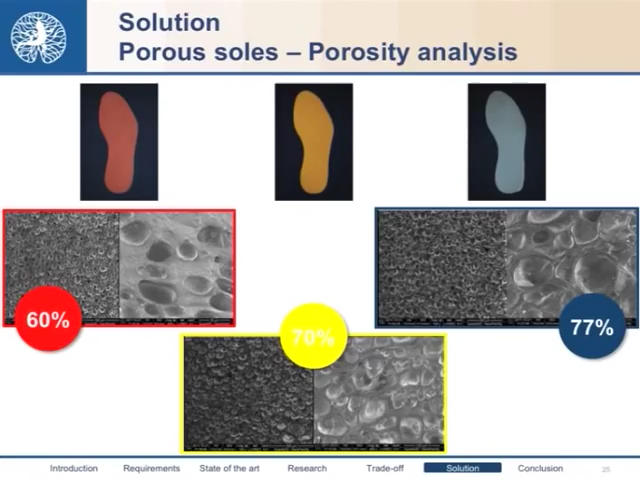 Solution
Porous soles – Porosity analysis
60%
70%
77%
Introduction
Requirements
State of the art
Research
Trade-off
Solution
Conclusion
25